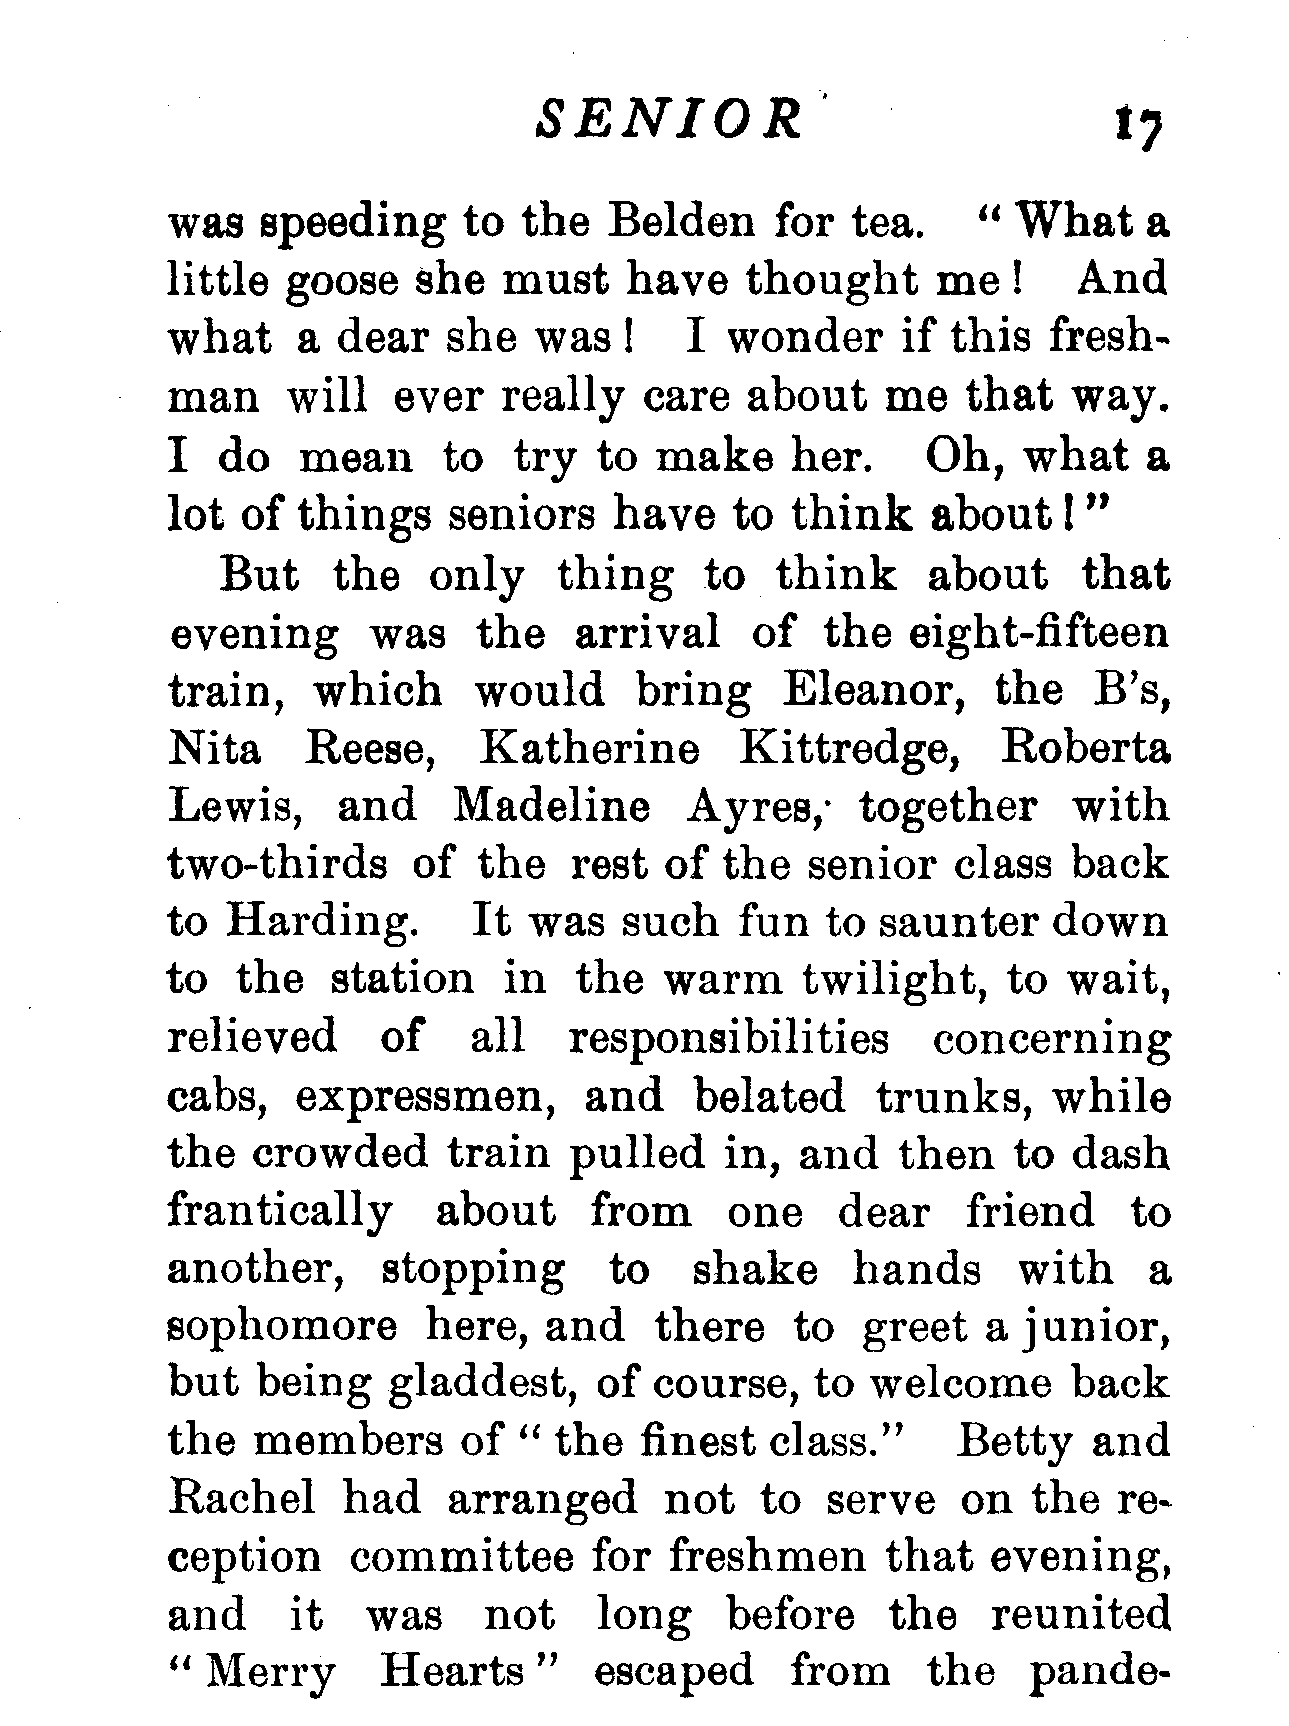 SENIOR 17
was speeding to the Belden for tea. “ What a
little goose she must have thought me ! And
what a dear she was ! I wonder if this fresh-
man will ever really care about me that way.
I do mean to try to make her. Oh, what a
lot of things seniors have to think about ! ”
But the only thing to think about that
evening was the arrival of the eight-fifteen
train, which would bring Eleanor, the B’s,
Nita Reese, Katherine Kittredge, Roberta
Lewis, and Madeline Ayres, together with
two-thirds of the rest of the senior class back
to Harding. It was such fun to saunter down
to the station in the warm twilight, to wait,
relieved of all responsibilities concerning
cabs, expressmen, and belated trunks, while
the crowded train pulled in, and then to dash
frantically about from one dear friend to
another, stopping to shake hands with a
sophomore here, and there to greet a junior,
but being gladdest, of course, to welcome back
the members of “ the finest class.” Betty and
Rachel had arranged not to serve on the re-
ception committee for freshmen that evening,
and it was not long before the reunited
“ Merry Hearts ” escaped from the pande-